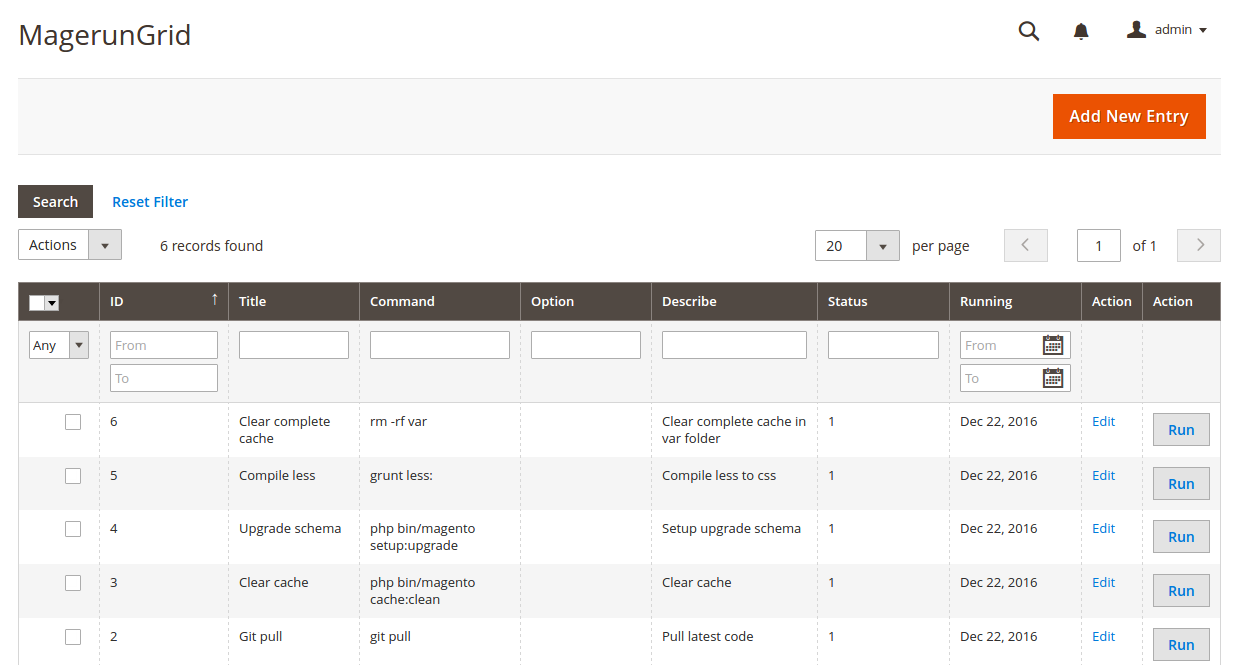 MagerunGrid
admin
Add New Entry
Search Reset Filter
Actions 6 records found 20 per page 1 of 1
ID ↑ Title Command Option Describe Status Running Action Action
Any From From
To To
6 Clear complete cache rm -rf var Clear complete cache in var folder 1 Dec 22, 2016 Edit Run
5 Compile less grunt less: Compile less to css 1 Dec 22, 2016 Edit Run
4 Upgrade schema php bin/magento setup:upgrade Setup upgrade schema 1 Dec 22, 2016 Edit Run
3 Clear cache php bin/magento cache:clean Clear cache 1 Dec 22, 2016 Edit Run
2 Git pull git pull Pull latest code 1 Dec 22, 2016 Edit Run